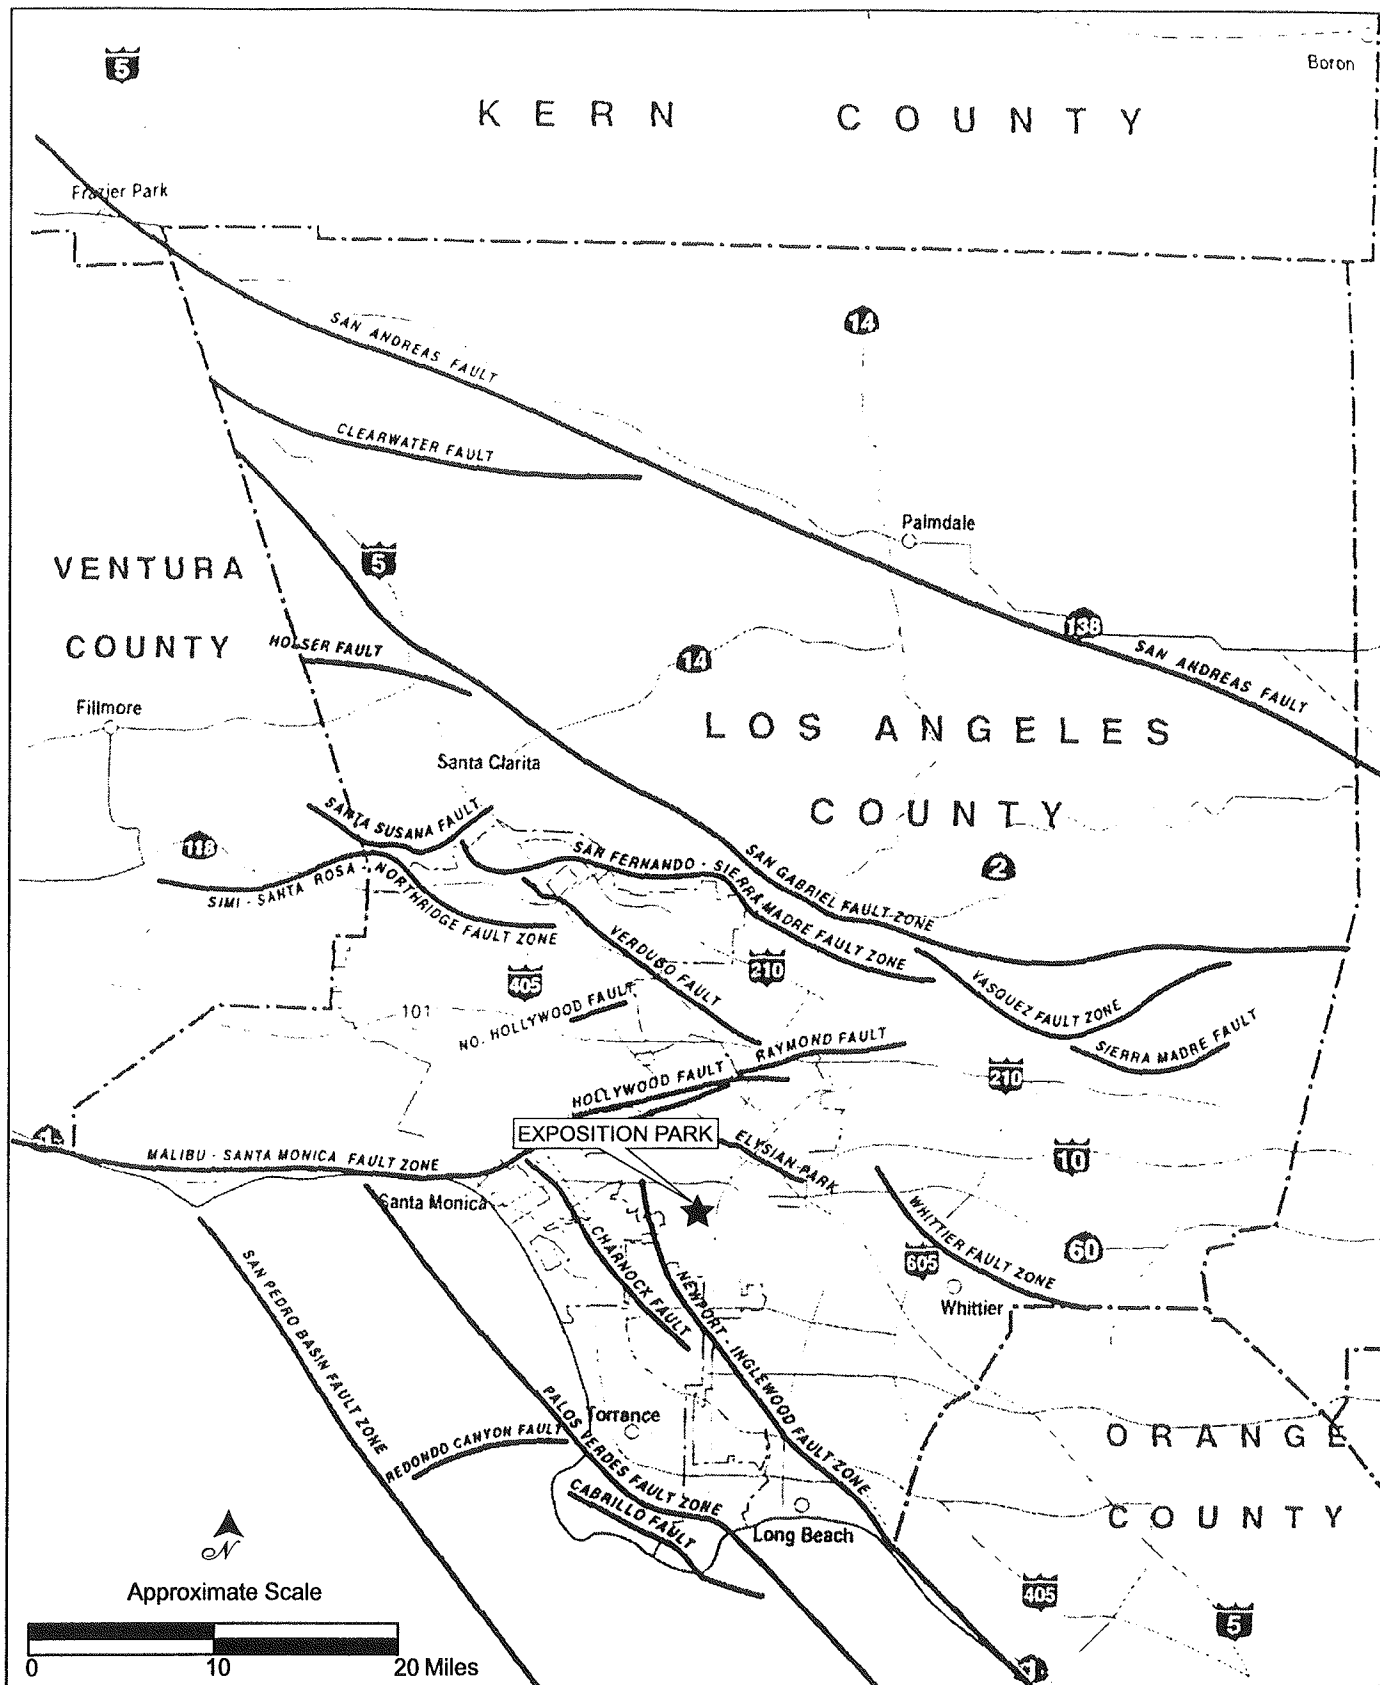 5
Boron
KERN COUNTY
Frazier Park
14
SAN ANDREAS FAULT
CLEARWATER FAULT
Palmdale
5
VENTURA
COUNTY
138
HOLSER FAULT
14
SAN ANDREAS FAULT
Fillmore
LOS ANGELES
COUNTY
Santa Clarita
SANTA SUSANA FAULT
118
SAN FERNANDO - SIERRA MADRE FAULT ZONE
SAN GABRIEL FAULT ZONE
2
SIMI - SANTA ROSA - NORTHRIDGE FAULT ZONE
VERDUGO FAULT
210
405
VASQUEZ FAULT ZONE
101
NO. HOLLYWOOD FAULT
RAYMOND FAULT
SIERRA MADRE FAULT
210
HOLLYWOOD FAULT
EXPOSITION PARK
1
ELYSIAN PARK
10
MALIBU - SANTA MONICA FAULT ZONE
Santa Monica
WHITTIER FAULT ZONE
60
605
CHARNOCK FAULT
NEWPORT - INGLEWOOD FAULT ZONE
Whittier
SAN PEDRO BASIN FAULT ZONE
PALOS VERDES FAULT ZONE
Torrance
REDONDO CANYON FAULT
ORANGE
COUNTY
CABRILLO FAULT
Long Beach
N
Approximate Scale
405
5
0 10 20 Miles
1